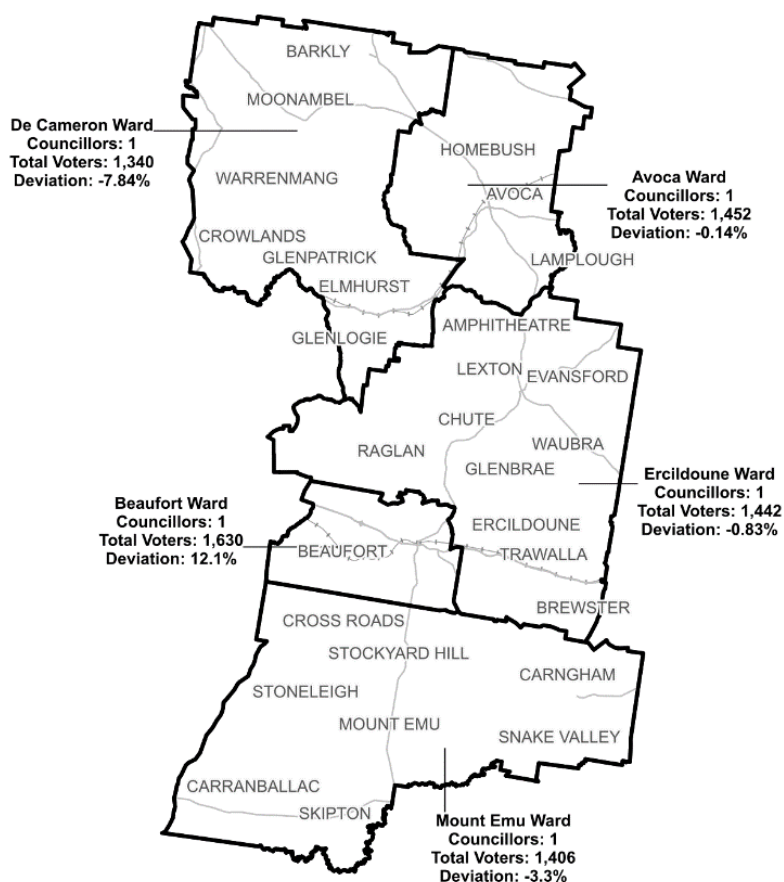 BARKLY
MOONAMBEL
De Cameron Ward
Councillors: 1
Total Voters: 1,340
Deviation: -7.84%
HOMEBUSH
WARRENMANG
AVOCA
Avoca Ward
Councillors: 1
Total Voters: 1,452
Deviation: -0.14%
CROWLANDS
GLENPATRICK
LAMPLOUGH
ELMHURST
GLENLOGIE
AMPHITHEATRE
LEXTON
EVANSFORD
CHUTE
WAUBRA
RAGLAN
GLENBRAE
Ercildoune Ward
Councillors: 1
Total Voters: 1,442
Deviation: -0.83%
Beaufort Ward
Councillors: 1
Total Voters: 1,630
Deviation: 12.1%
ERCILDOUNE
BEAUFORT
TRAWALLA
BREWSTER
CROSS ROADS
STOCKYARD HILL
CARNGHAM
STONELEIGH
MOUNT EMU
SNAKE VALLEY
CARRANBALLAC
SKIPTON
Mount Emu Ward
Councillors: 1
Total Voters: 1,406
Deviation: -3.3%